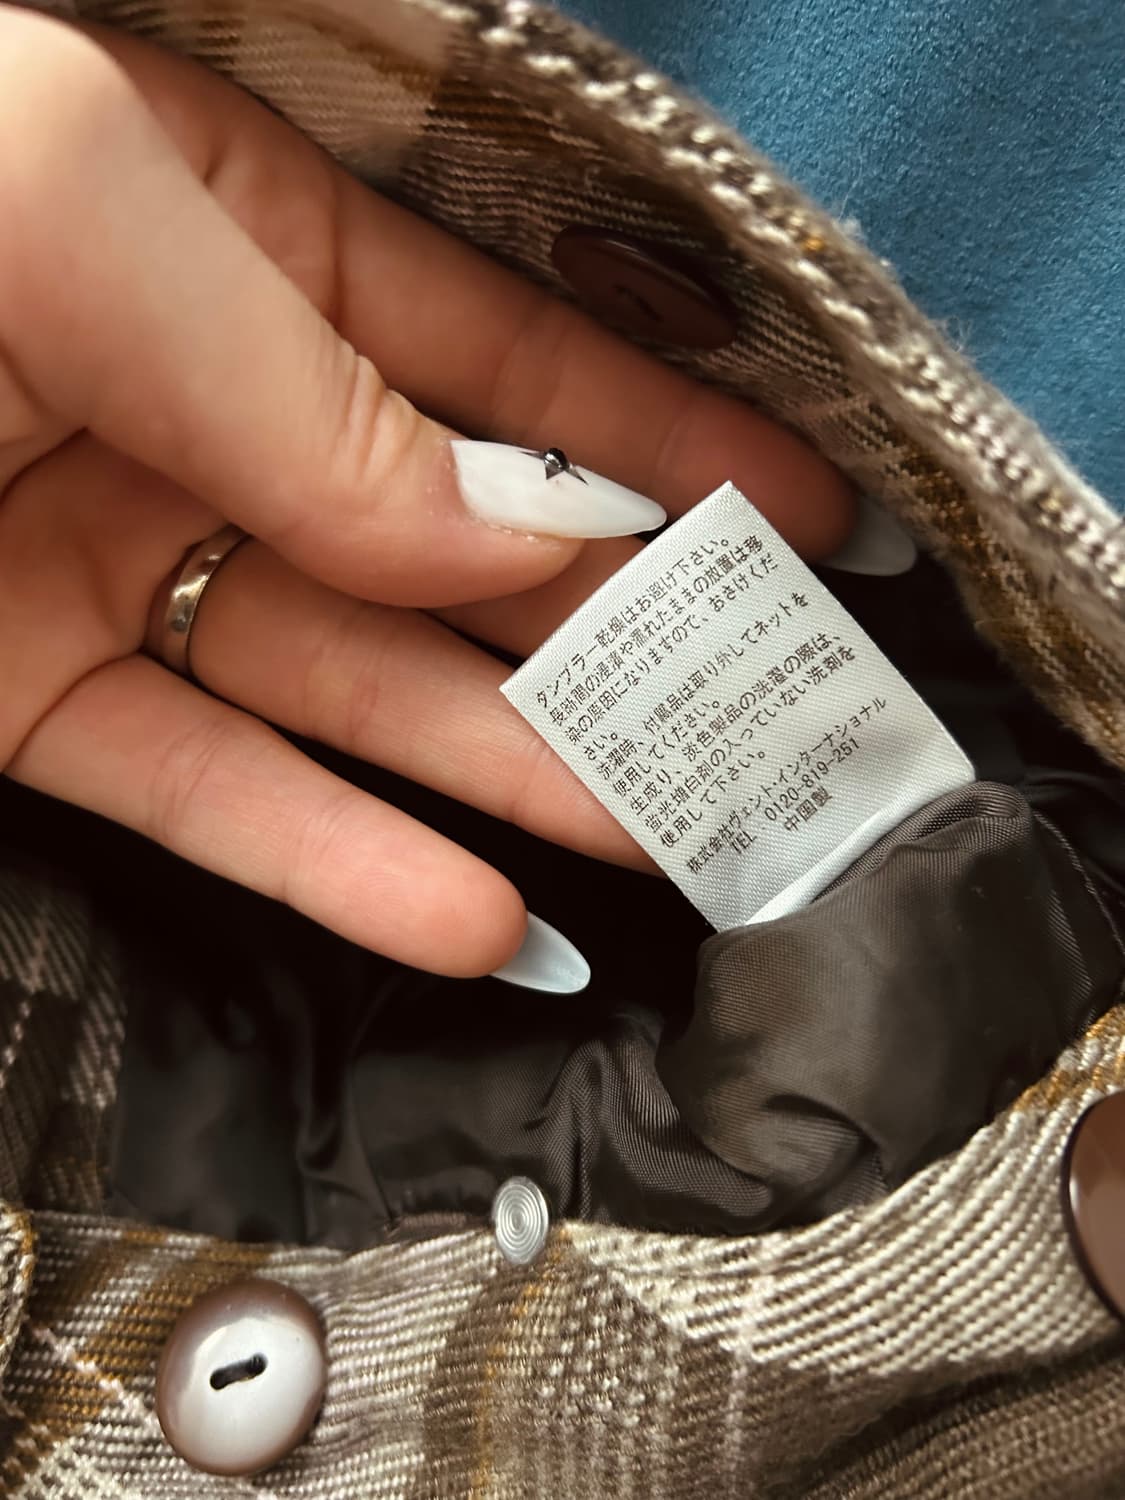 タンブラー乾燥はお避け下さい。
長時間の浸漬や濡れたままの放置は移
染の原因になりますので、おさけくだ
さい。
洗濯時、付属品は取り外してネットを
使用してください。
生成り、淡色製品の洗濯の際は、
蛍光増白剤の入っていない洗剤を
使用して下さい。
株式会社ヴェント・インターナショナル
TEL 0120-819-251
中国製